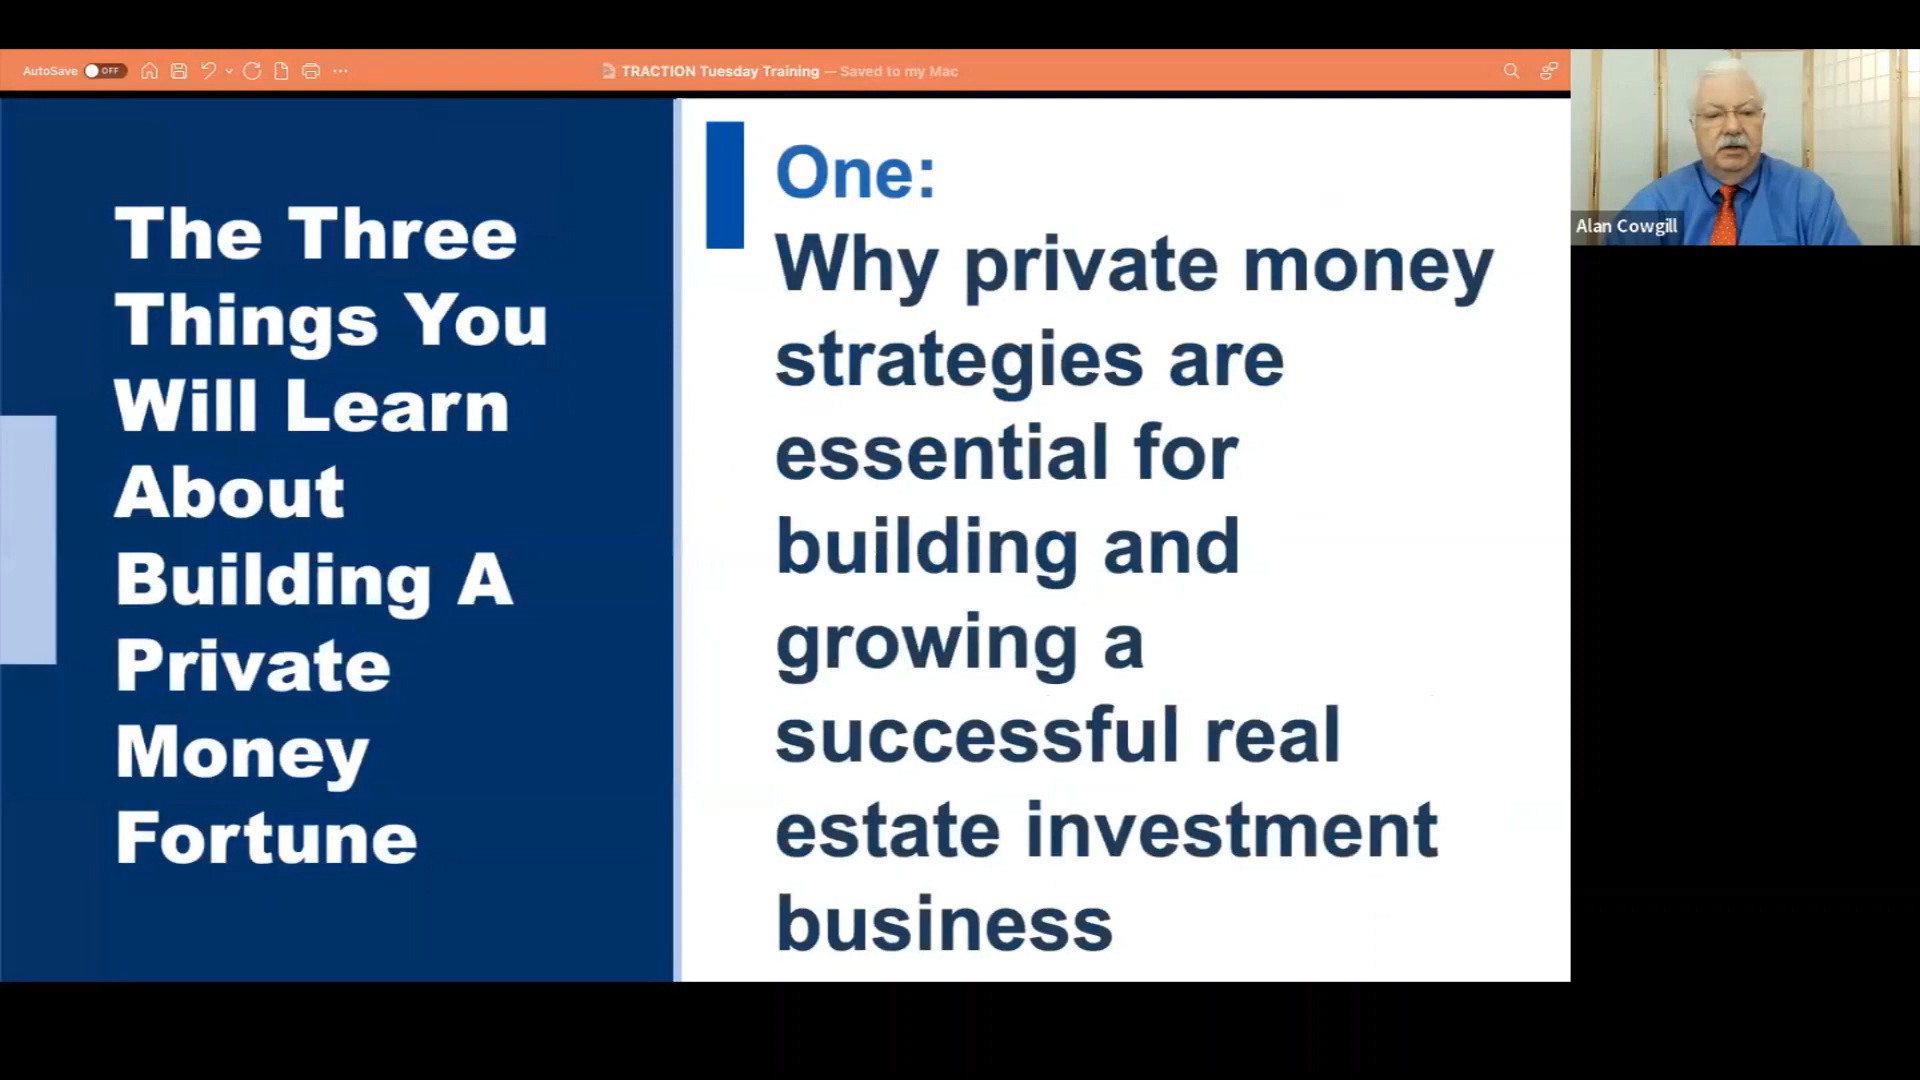 AutoSave OFF
TRACTION Tuesday Training — Saved to my Mac
The Three
Things You
Will Learn
About
Building A
Private
Money
Fortune
One:
Why private money
strategies are
essential for
building and
growing a
successful real
estate investment
business
Alan Cowgill